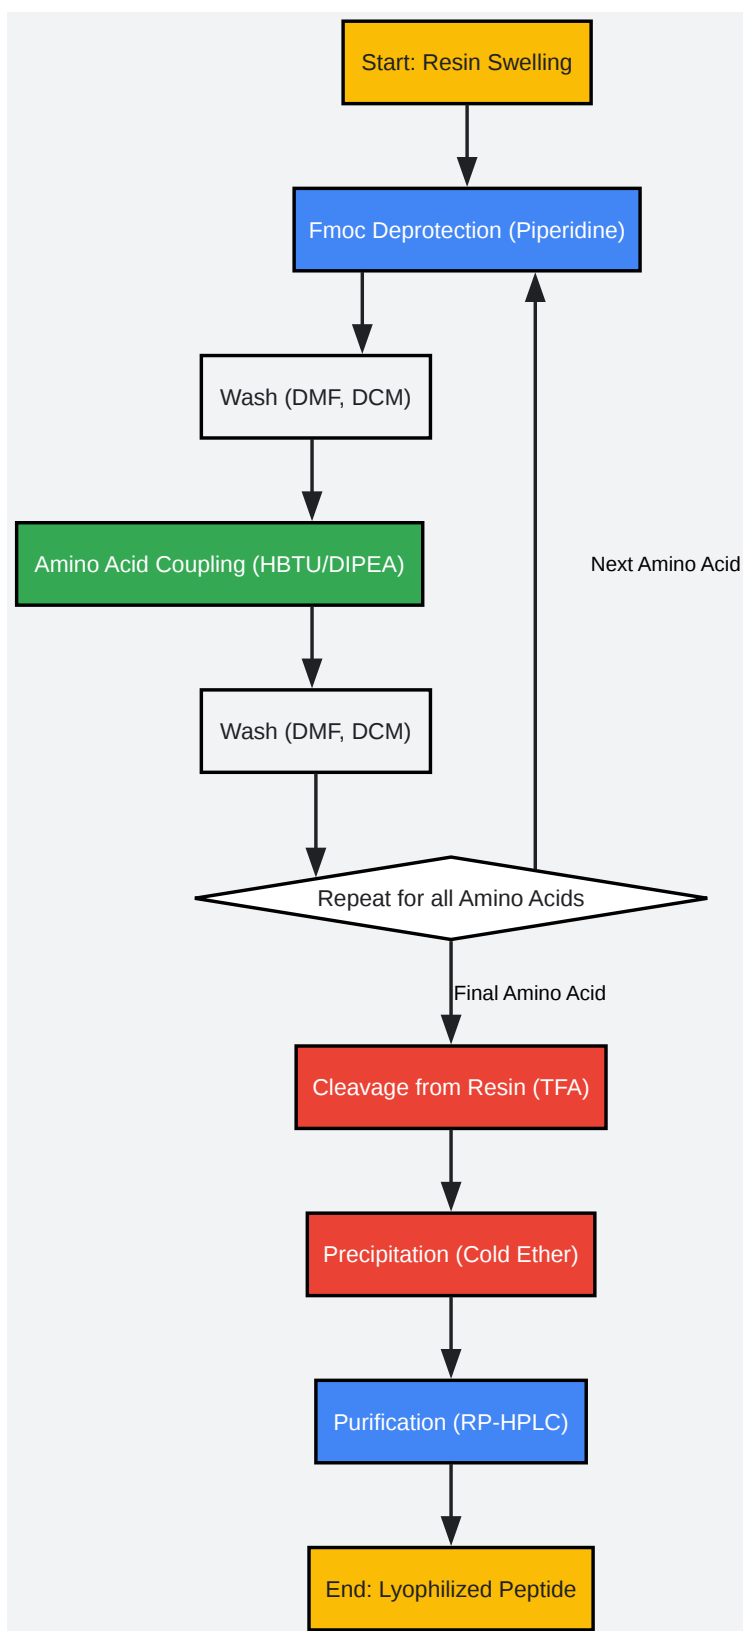 Start: Resin Swelling
Fmoc Deprotection (Piperidine)
Wash (DMF, DCM)
Amino Acid Coupling (HBTU/DIPEA)
Next Amino Acid
Wash (DMF, DCM)
Repeat for all Amino Acids
Final Amino Acid
Cleavage from Resin (TFA)
Precipitation (Cold Ether)
Purification (RP-HPLC)
End: Lyophilized Peptide